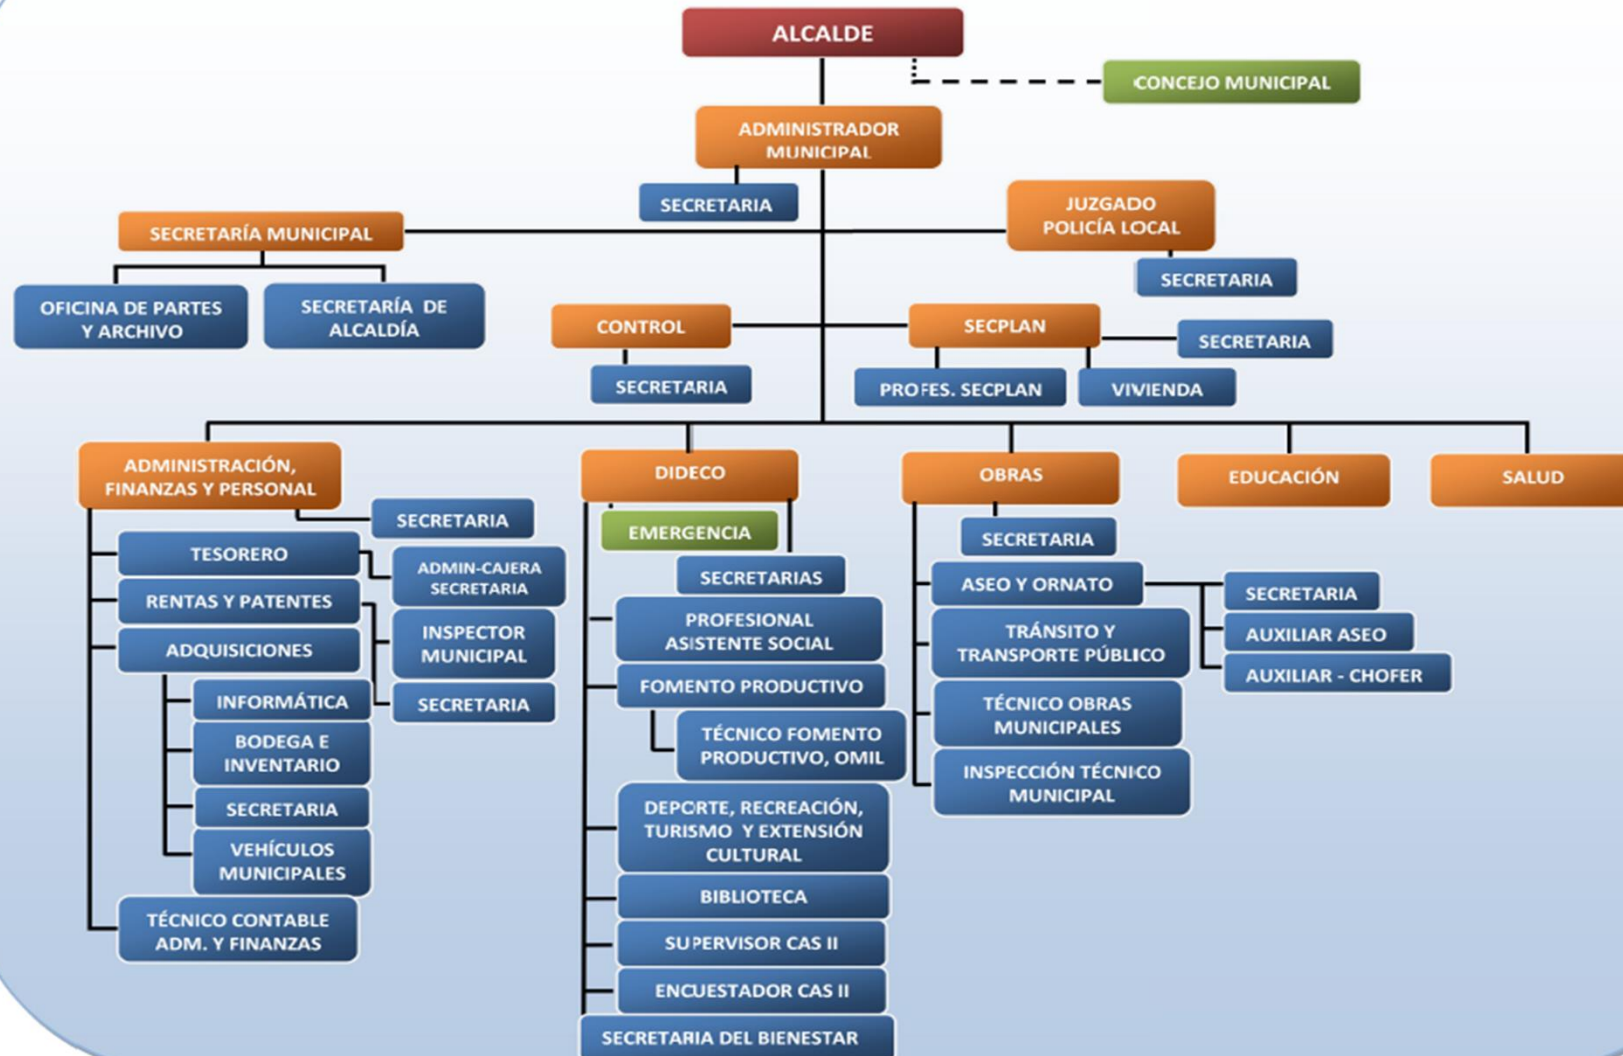 ALCALDE
CONCEJO MUNICIPAL
ADMINISTRADOR
MUNICIPAL
SECRETARIA
JUZGADO
POLICÍA LOCAL
SECRETARIA
SECRETARÍA MUNICIPAL
OFICINA DE PARTES
Y ARCHIVO
SECRETARÍA DE
ALCALDÍA
CONTROL
SECRETARIA
SECPLAN
SECRETARIA
PROFES. SECPLAN
VIVIENDA
ADMINISTRACIÓN,
FINANZAS Y PERSONAL
SECRETARIA
TESORERO
ADMIN-CAJERA
SECRETARIA
RENTAS Y PATENTES
INSPECTOR
MUNICIPAL
SECRETARIA
ADQUISICIONES
INFORMÁTICA
BODEGA E
INVENTARIO
SECRETARIA
VEHÍCULOS
MUNICIPALES
TÉCNICO CONTABLE
ADM. Y FINANZAS
DIDECO
EMERGENCIA
SECRETARIAS
PROFESIONAL
ASISTENTE SOCIAL
FOMENTO PRODUCTIVO
TÉCNICO FOMENTO
PRODUCTIVO, OMIL
DEPORTE, RECREACIÓN,
TURISMO Y EXTENSIÓN
CULTURAL
BIBLIOTECA
SUPERVISOR CAS II
ENCUESTADOR CAS II
SECRETARIA DEL BIENESTAR
OBRAS
SECRETARIA
ASEO Y ORNATO
SECRETARIA
AUXILIAR ASEO
AUXILIAR - CHOFER
TRÁNSITO Y
TRANSPORTE PÚBLICO
TÉCNICO OBRAS
MUNICIPALES
INSPECCIÓN TÉCNICO
MUNICIPAL
EDUCACIÓN
SALUD